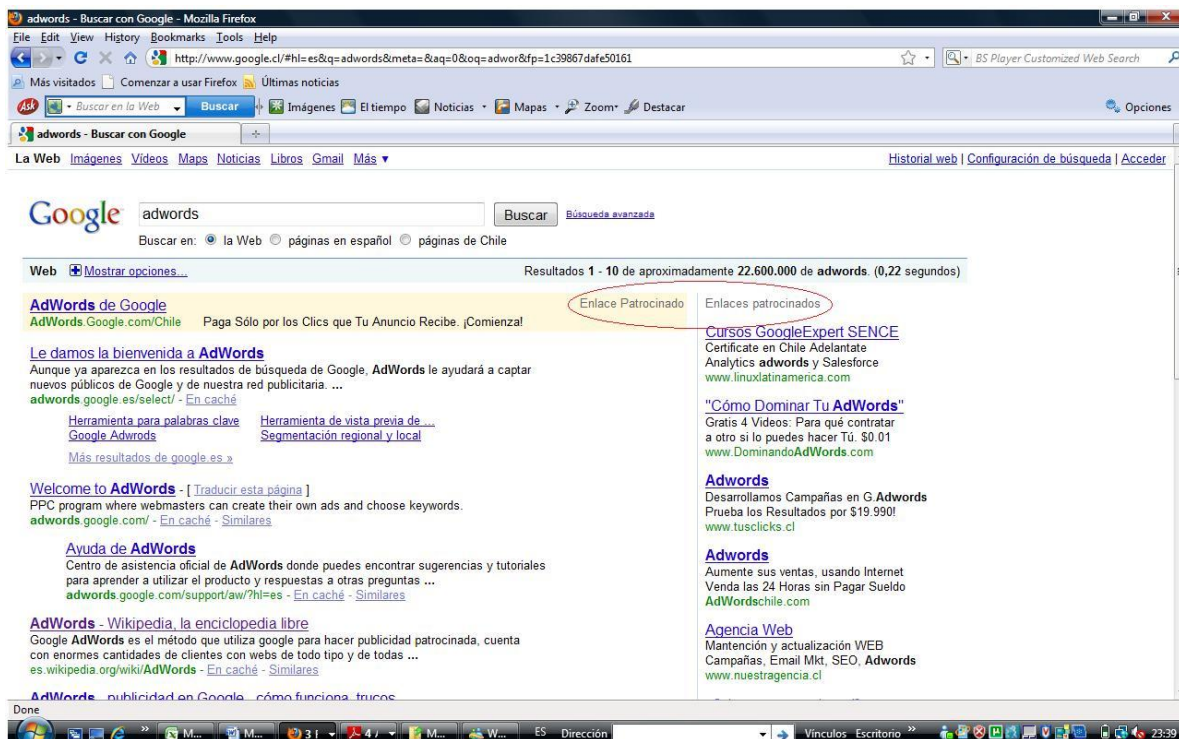 adwords - Buscar con Google - Mozilla Firefox
File Edit View History Bookmarks Tools Help
http://www.google.cl/#hl=es&q=adwords&meta=&aq=0&oq=adwor&fp=1c39867dafe50161
BS Player Customized Web Search
Más visitados Comenzar a usar Firefox Últimas noticias
Ask Buscar en la Web Buscar Imágenes El tiempo Noticias Mapas Zoom Destacar Opciones
adwords - Buscar con Google
La Web Imágenes Vídeos Maps Noticias Libros Gmail Más ▼ Historial web | Configuración de búsqueda | Acceder
Google adwords Buscar Búsqueda avanzada
Buscar en: la Web páginas en español páginas de Chile
Web Mostrar opciones... Resultados 1 - 10 de aproximadamente 22.600.000 de adwords. (0,22 segundos)
AdWords de Google Enlace Patrocinado
AdWords.Google.com/Chile Paga Sólo por los Clics que Tu Anuncio Recibe. ¡Comienza!
Le damos la bienvenida a AdWords
Aunque ya aparezca en los resultados de búsqueda de Google, AdWords le ayudará a captar
nuevos públicos de Google y de nuestra red publicitaria. ...
adwords.google.es/select/ - En caché
Herramienta para palabras clave Herramienta de vista previa de ...
Google Adwrods Segmentación regional y local
Más resultados de google.es »
Welcome to AdWords - [ Traducir esta página ]
PPC program where webmasters can create their own ads and choose keywords.
adwords.google.com/ - En caché - Similares
Ayuda de AdWords
Centro de asistencia oficial de AdWords donde puedes encontrar sugerencias y tutoriales
para aprender a utilizar el producto y respuestas a otras preguntas ...
adwords.google.com/support/aw/?hl=es - En caché - Similares
AdWords - Wikipedia, la enciclopedia libre
Google AdWords es el método que utiliza google para hacer publicidad patrocinada, cuenta
con enormes cantidades de clientes con webs de todo tipo y de todas ...
es.wikipedia.org/wiki/AdWords - En caché - Similares
AdWords publicidad en Google cómo funciona trucos
Enlaces patrocinados
Cursos GoogleExpert SENCE
Certificate en Chile Adelantate
Analytics adwords y Salesforce
www.linuxlatinamerica.com
"Cómo Dominar Tu AdWords"
Gratis 4 Videos: Para qué contratar
a otro si lo puedes hacer Tú. $0.01
www.DominandoAdWords.com
Adwords
Desarrollamos Campañas en G.Adwords
Prueba los Resultados por $19.990!
www.tusclicks.cl
Adwords
Aumente sus ventas, usando Internet
Venda las 24 Horas sin Pagar Sueldo
AdWordschile.com
Agencia Web
Mantención y actualización WEB
Campañas, Email Mkt, SEO, Adwords
www.nuestragencia.cl
Done
M... M... 3 4 M... W... ES Dirección Vínculos Escritorio » 23:39